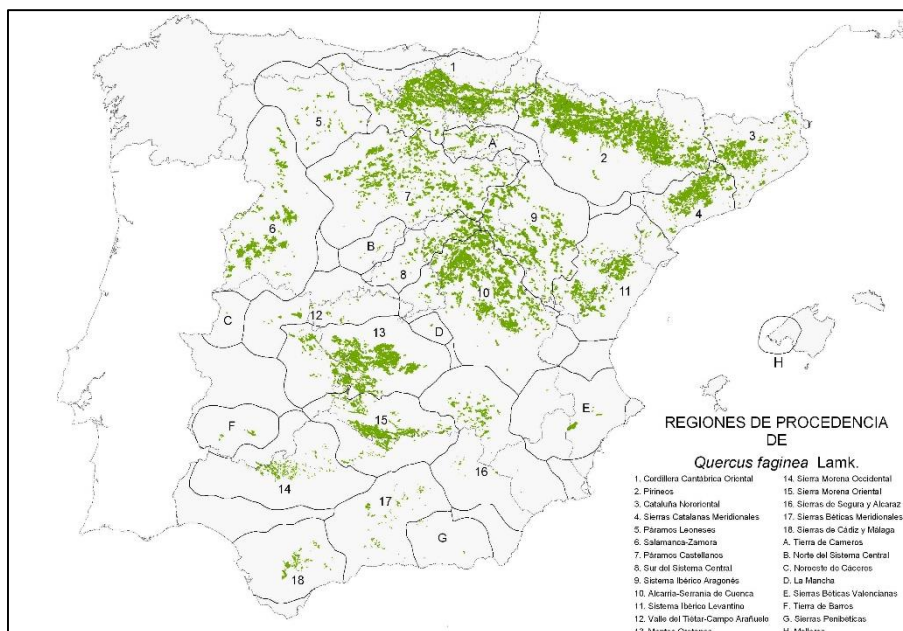 1
2
3
4
5
6
7
8
9
10
11
12
13
14
15
16
17
18
A
B
C
D
E
F
G
H
REGIONES DE PROCEDENCIA
DE
Quercus faginea Lamk.
1. Cordillera Cantábrica Oriental
2. Pirineos
3. Cataluña Nororiental
4. Sierras Catalanas Meridionales
5. Páramos Leoneses
6. Salamanca-Zamora
7. Páramos Castellanos
8. Sur del Sistema Central
9. Sistema Ibérico Aragonés
10. Alcarria-Serranía de Cuenca
11. Sistema Ibérico Levantino
12. Valle del Tiétar-Campo Arañuelo
14. Sierra Morena Occidental
15. Sierra Morena Oriental
16. Sierras de Segura y Alcaraz
17. Sierras Béticas Meridionales
18. Sierras de Cádiz y Málaga
A. Tierra de Cameros
B. Norte del Sistema Central
C. Noroeste de Cáceres
D. La Mancha
E. Sierras Béticas Valencianas
F. Tierra de Barros
G. Sierras Penibéticas